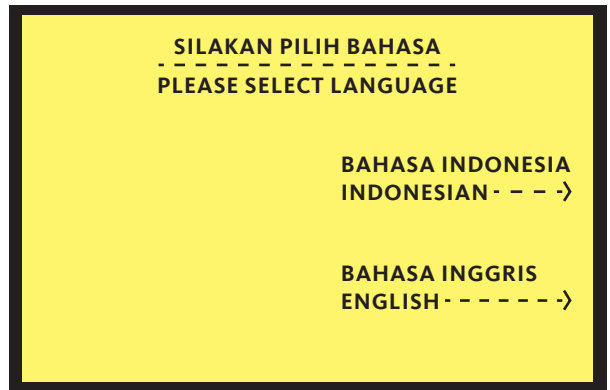 SILAKAN PILIH BAHASA
PLEASE SELECT LANGUAGE
BAHASA INDONESIA
INDONESIAN
BAHASA INGGRIS
ENGLISH